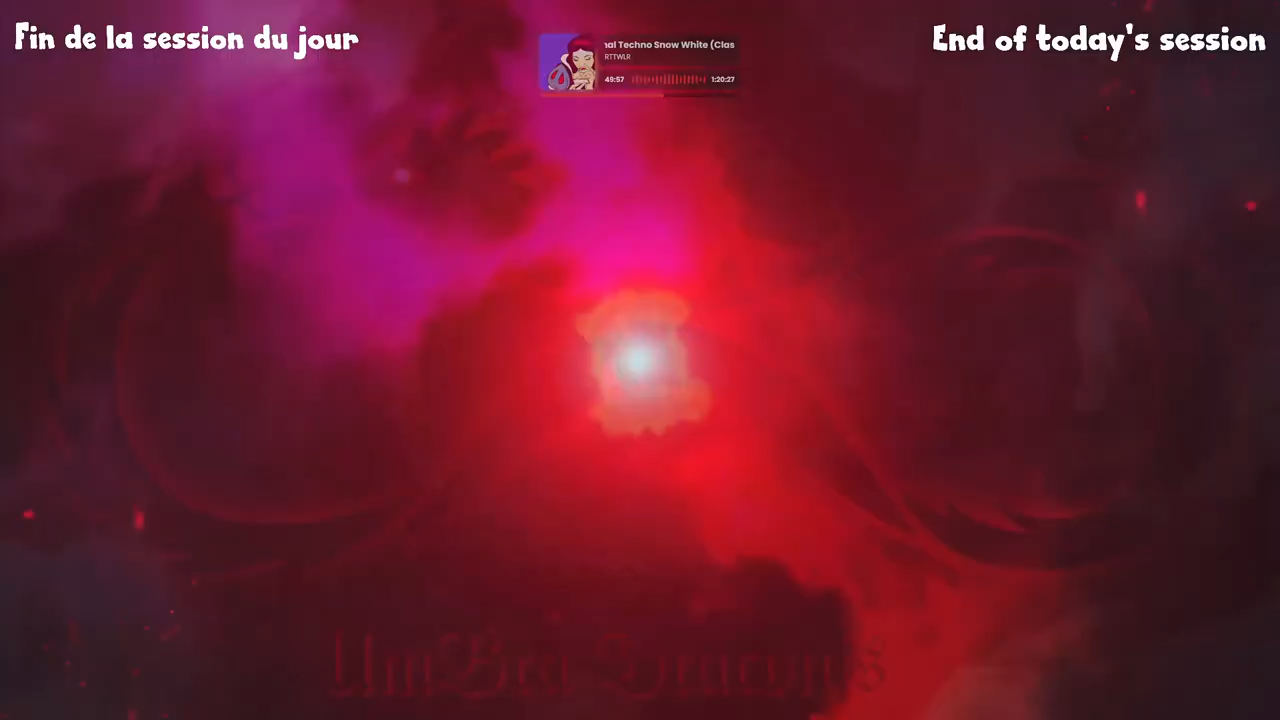 Fin de la session du jour
End of today's session
nal Techno Snow White (Clas
RTTWLR
49:57
1:20:27